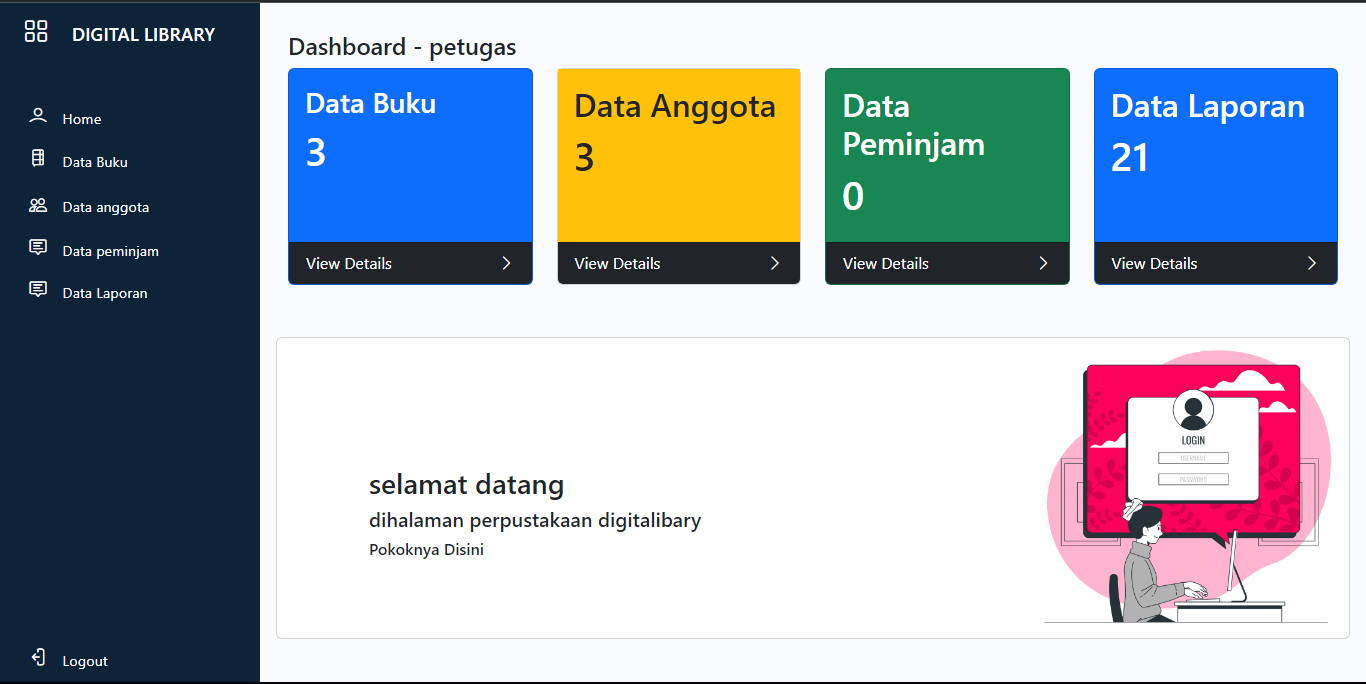 DIGITAL LIBRARY
Home
Data Buku
Data anggota
Data peminjam
Data Laporan
Logout
Dashboard - petugas
Data Buku
3
View Details
Data Anggota
3
View Details
Data
Peminjam
0
View Details
Data Laporan
21
View Details
selamat datang
dihalaman perpustakaan digitalibary
Pokoknya Disini
LOGIN
USERNAME
PASSWORD